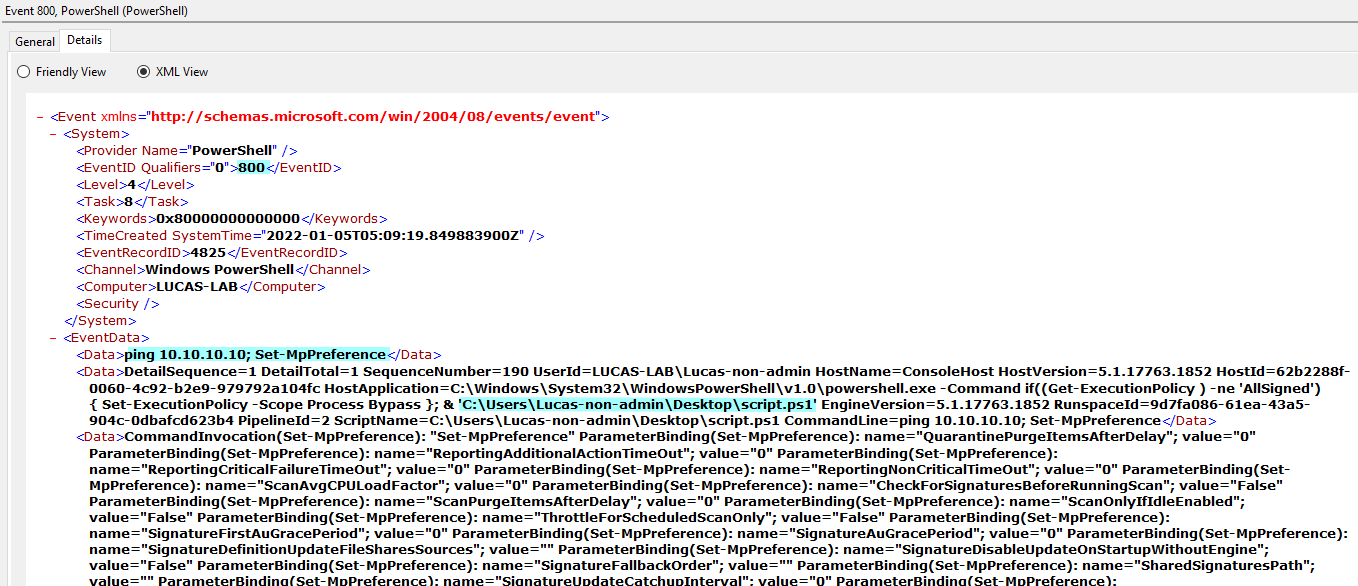 Event 800, PowerShell (PowerShell)
General Details
Friendly View XML View
- <Event xmlns="http://schemas.microsoft.com/win/2004/08/events/event">
- <System>
<Provider Name="PowerShell" />
<EventID Qualifiers="0">800</EventID>
<Level>4</Level>
<Task>8</Task>
<Keywords>0x80000000000000</Keywords>
<TimeCreated SystemTime="2022-01-05T05:09:19.849883900Z" />
<EventRecordID>4825</EventRecordID>
<Channel>Windows PowerShell</Channel>
<Computer>LUCAS-LAB</Computer>
<Security />
</System>
- <EventData>
<Data>ping 10.10.10.10; Set-MpPreference</Data>
<Data>DetailSequence=1 DetailTotal=1 SequenceNumber=190 UserId=LUCAS-LAB\Lucas-non-admin HostName=ConsoleHost HostVersion=5.1.17763.1852 HostId=62b2288f-
0060-4c92-b2e9-979792a104fc HostApplication=C:\Windows\System32\WindowsPowerShell\v1.0\powershell.exe -Command if((Get-ExecutionPolicy ) -ne 'AllSigned')
{ Set-ExecutionPolicy -Scope Process Bypass }; & 'C:\Users\Lucas-non-admin\Desktop\script.ps1' EngineVersion=5.1.17763.1852 RunspaceId=9d7fa086-61ea-43a5-
904c-0dbafcd623b4 PipelineId=2 ScriptName=C:\Users\Lucas-non-admin\Desktop\script.ps1 CommandLine=ping 10.10.10.10; Set-MpPreference</Data>
<Data>CommandInvocation(Set-MpPreference): "Set-MpPreference" ParameterBinding(Set-MpPreference): name="QuarantinePurgeItemsAfterDelay"; value="0"
ParameterBinding(Set-MpPreference): name="ReportingAdditionalActionTimeOut"; value="0" ParameterBinding(Set-MpPreference):
name="ReportingCriticalFailureTimeOut"; value="0" ParameterBinding(Set-MpPreference): name="ReportingNonCriticalTimeOut"; value="0" ParameterBinding(Set-
MpPreference): name="ScanAvgCPULoadFactor"; value="0" ParameterBinding(Set-MpPreference): name="CheckForSignaturesBeforeRunningScan"; value="False"
ParameterBinding(Set-MpPreference): name="ScanPurgeItemsAfterDelay"; value="0" ParameterBinding(Set-MpPreference): name="ScanOnlyIfIdleEnabled";
value="False" ParameterBinding(Set-MpPreference): name="ThrottleForScheduledScanOnly"; value="False" ParameterBinding(Set-MpPreference):
name="SignatureFirstAuGracePeriod"; value="0" ParameterBinding(Set-MpPreference): name="SignatureAuGracePeriod"; value="0" ParameterBinding(Set-MpPreference):
name="SignatureDefinitionUpdateFileSharesSources"; value="" ParameterBinding(Set-MpPreference): name="SignatureDisableUpdateOnStartupWithoutEngine";
value="False" ParameterBinding(Set-MpPreference): name="SignatureFallbackOrder"; value="" ParameterBinding(Set-MpPreference): name="SharedSignaturesPath";
value="" ParameterBinding(Set-MpPreference): name="SignatureUpdateCatchupInterval"; value="0" ParameterBinding(Set-MpPreference):